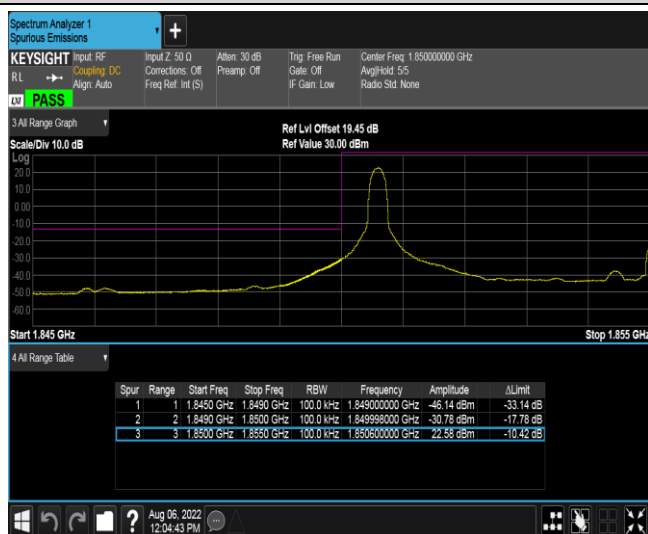 Spectrum Analyzer 1
Spurious Emissions
KEYSIGHT Input: RF Input Z: 50 Ω Atten: 30 dB Trig: Free Run Center Freq: 1.850000000 GHz
RL Coupling: DC Corrections: Off Preamp: Off Gate: Off Avg|Hold: 5/5
Align: Auto Freq Ref: Int (S) IF Gain: Low Radio Std: None
LXI PASS
3 All Range Graph
Ref Lvl Offset 19.45 dB
Scale/Div 10.0 dB Ref Value 30.00 dBm
Log
20.0
10.0
0.00
-10.0
-20.0
-30.0
-40.0
-50.0
-60.0
Start 1.845 GHz Stop 1.855 GHz
4 All Range Table
Spur Range Start Freq Stop Freq RBW Frequency Amplitude ΔLimit
1 1 1.8450 GHz 1.8490 GHz 100.0 kHz 1.849000000 GHz -46.14 dBm -33.14 dB
2 2 1.8490 GHz 1.8500 GHz 100.0 kHz 1.849998000 GHz -30.78 dBm -17.78 dB
3 3 1.8500 GHz 1.8550 GHz 100.0 kHz 1.850600000 GHz 22.58 dBm -10.42 dB
? Aug 06, 2022
12:04:43 PM